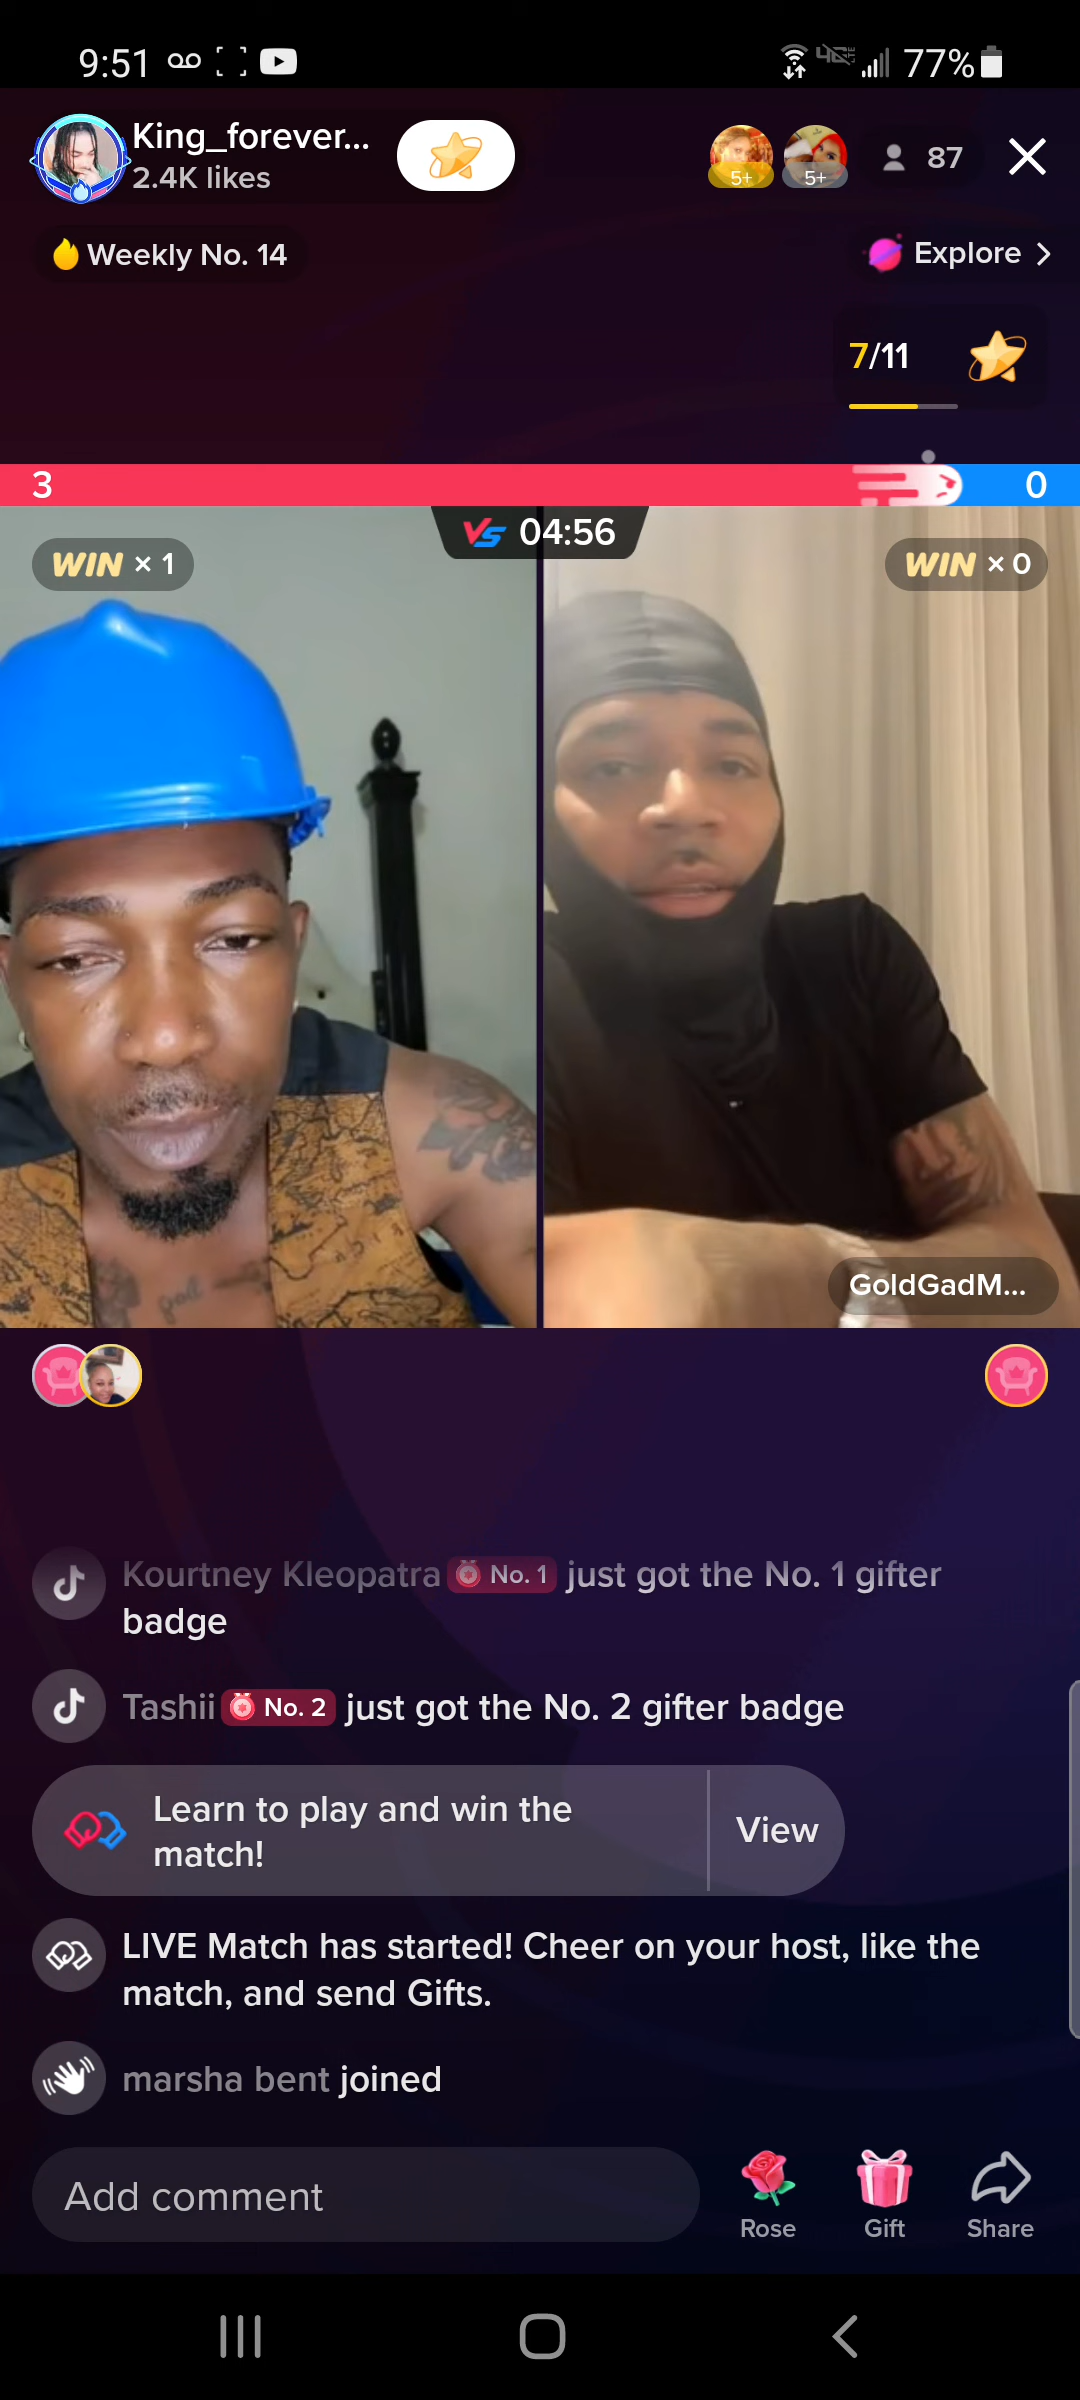 9:51
4G LTE
77%
King_forever...
2.4K likes
5+
5+
87
Weekly No. 14
Explore
7/11
3
0
VS 04:56
WIN × 1
WIN × 0
god
GoldGadM...
Kourtney Kleopatra No. 1 just got the No. 1 gifter
badge
Tashii No. 2 just got the No. 2 gifter badge
Learn to play and win the
match!
View
LIVE Match has started! Cheer on your host, like the
match, and send Gifts.
marsha bent joined
Add comment
Rose
Gift
Share